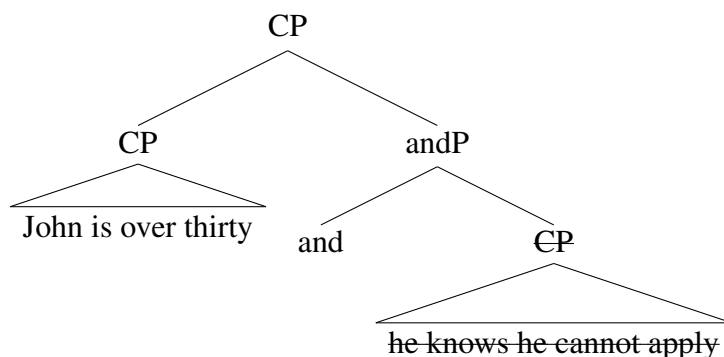 CP
CP andP
John is over thirty
and CP
he knows he cannot apply